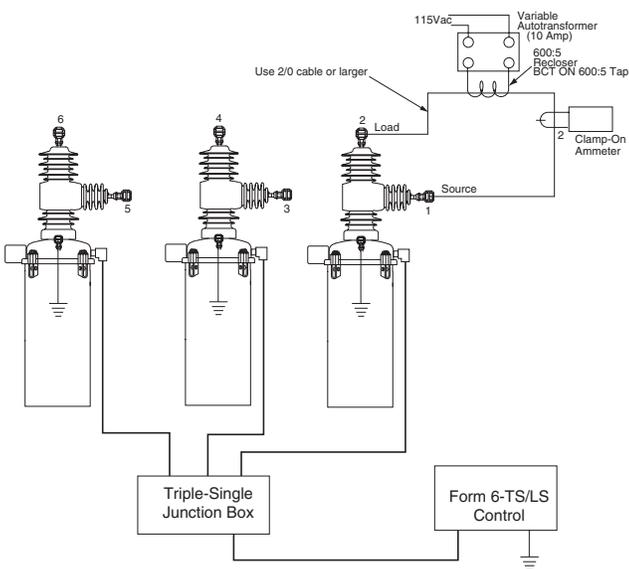 115Vac
Variable
Autotransformer
(10 Amp)
600:5
Recloser
BCT ON 600:5 Tap
Use 2/0 cable or larger
6
4
2
Load
2
Clamp-On
Ammeter
5
3
1
Source
Triple-Single
Junction Box
Form 6-TS/LS
Control